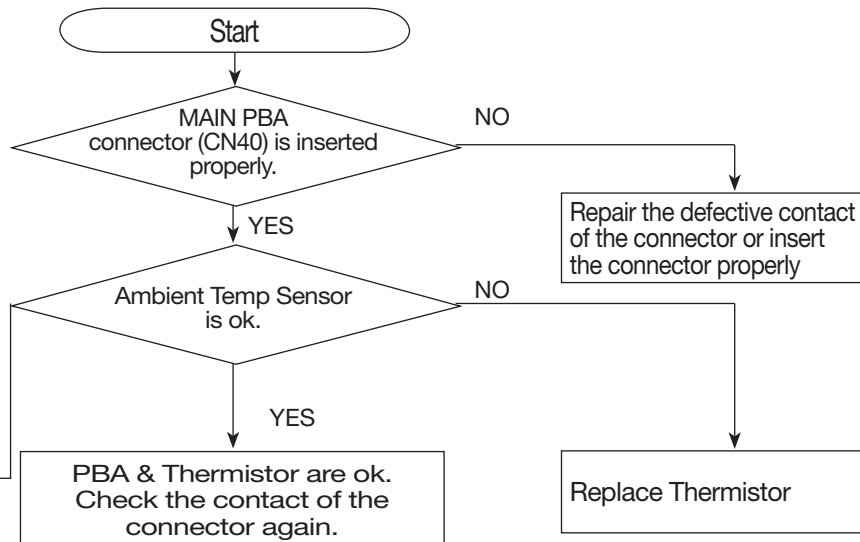 Start
MAIN PBA
connector (CN40) is inserted
properly.
NO
YES
Repair the defective contact
of the connector or insert
the connector properly
Ambient Temp Sensor
is ok.
NO
YES
PBA & Thermistor are ok.
Check the contact of the
connector again.
Replace Thermistor